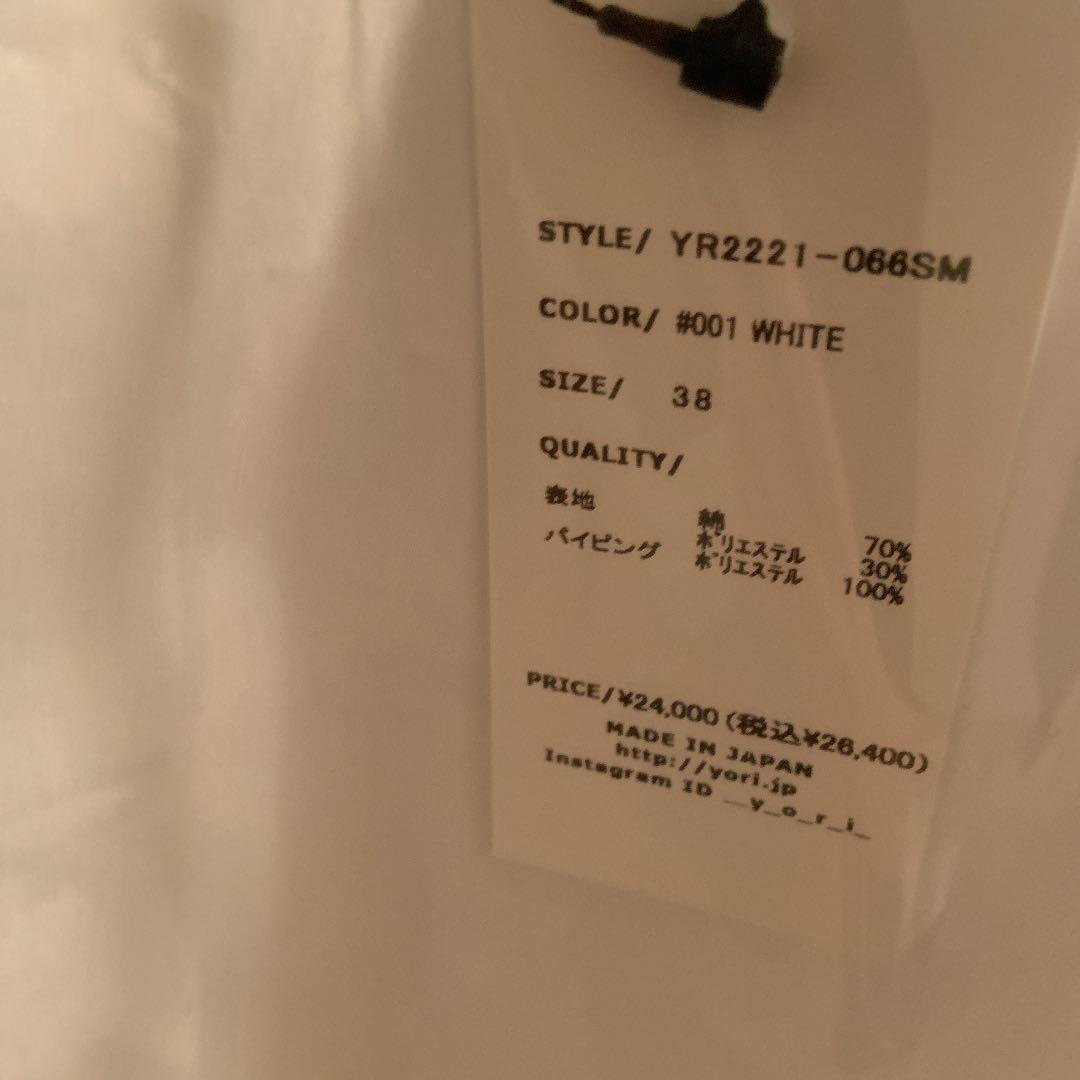 STYLE/ YR2221-066SM
COLOR/ #001 WHITE
SIZE/ 38
QUALITY/
表地 綿 70%
ポリエステル 30%
パイピング ポリエステル 100%
PRICE/¥24,000(税込¥26,400)
MADE IN JAPAN
http://yori.jp
Instagram ID __y_o_r_i_